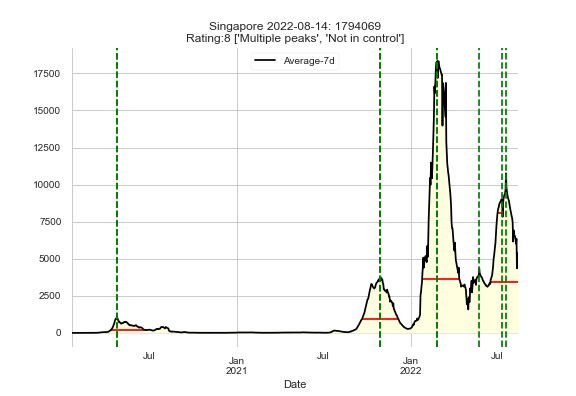 Singapore 2022-08-14: 1794069
Rating:8 ['Multiple peaks', 'Not in control']
Average-7d
17500
15000
12500
10000
7500
5000
2500
0
Jul
Jan
2021
Jul
Jan
2022
Jul
Date